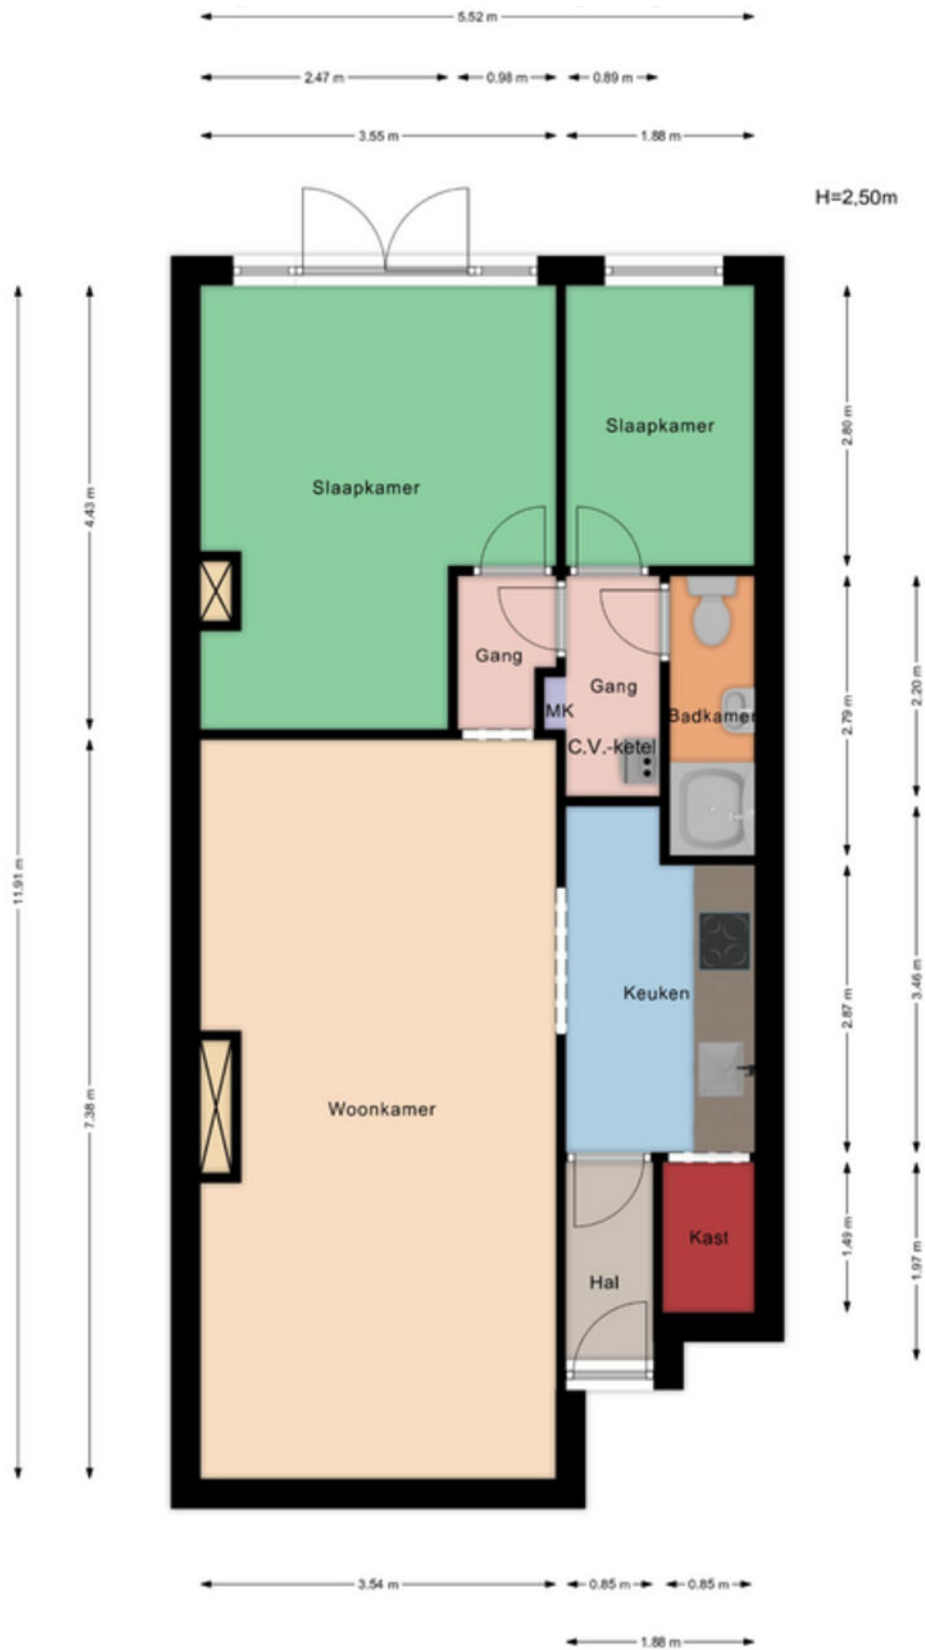 5.52 m
2.47 m
0.98 m
0.89 m
3.55 m
1.88 m
H=2,50m
Slaapkamer
Slaapkamer
2.80 m
4.43 m
Gang
Gang
MK
C.V.-ketel
Badkamer
2.79 m
2.20 m
11.91 m
Keuken
2.87 m
3.46 m
Woonkamer
7.38 m
Kast
Hal
1.49 m
1.97 m
3.54 m
0.85 m
0.85 m
1.88 m